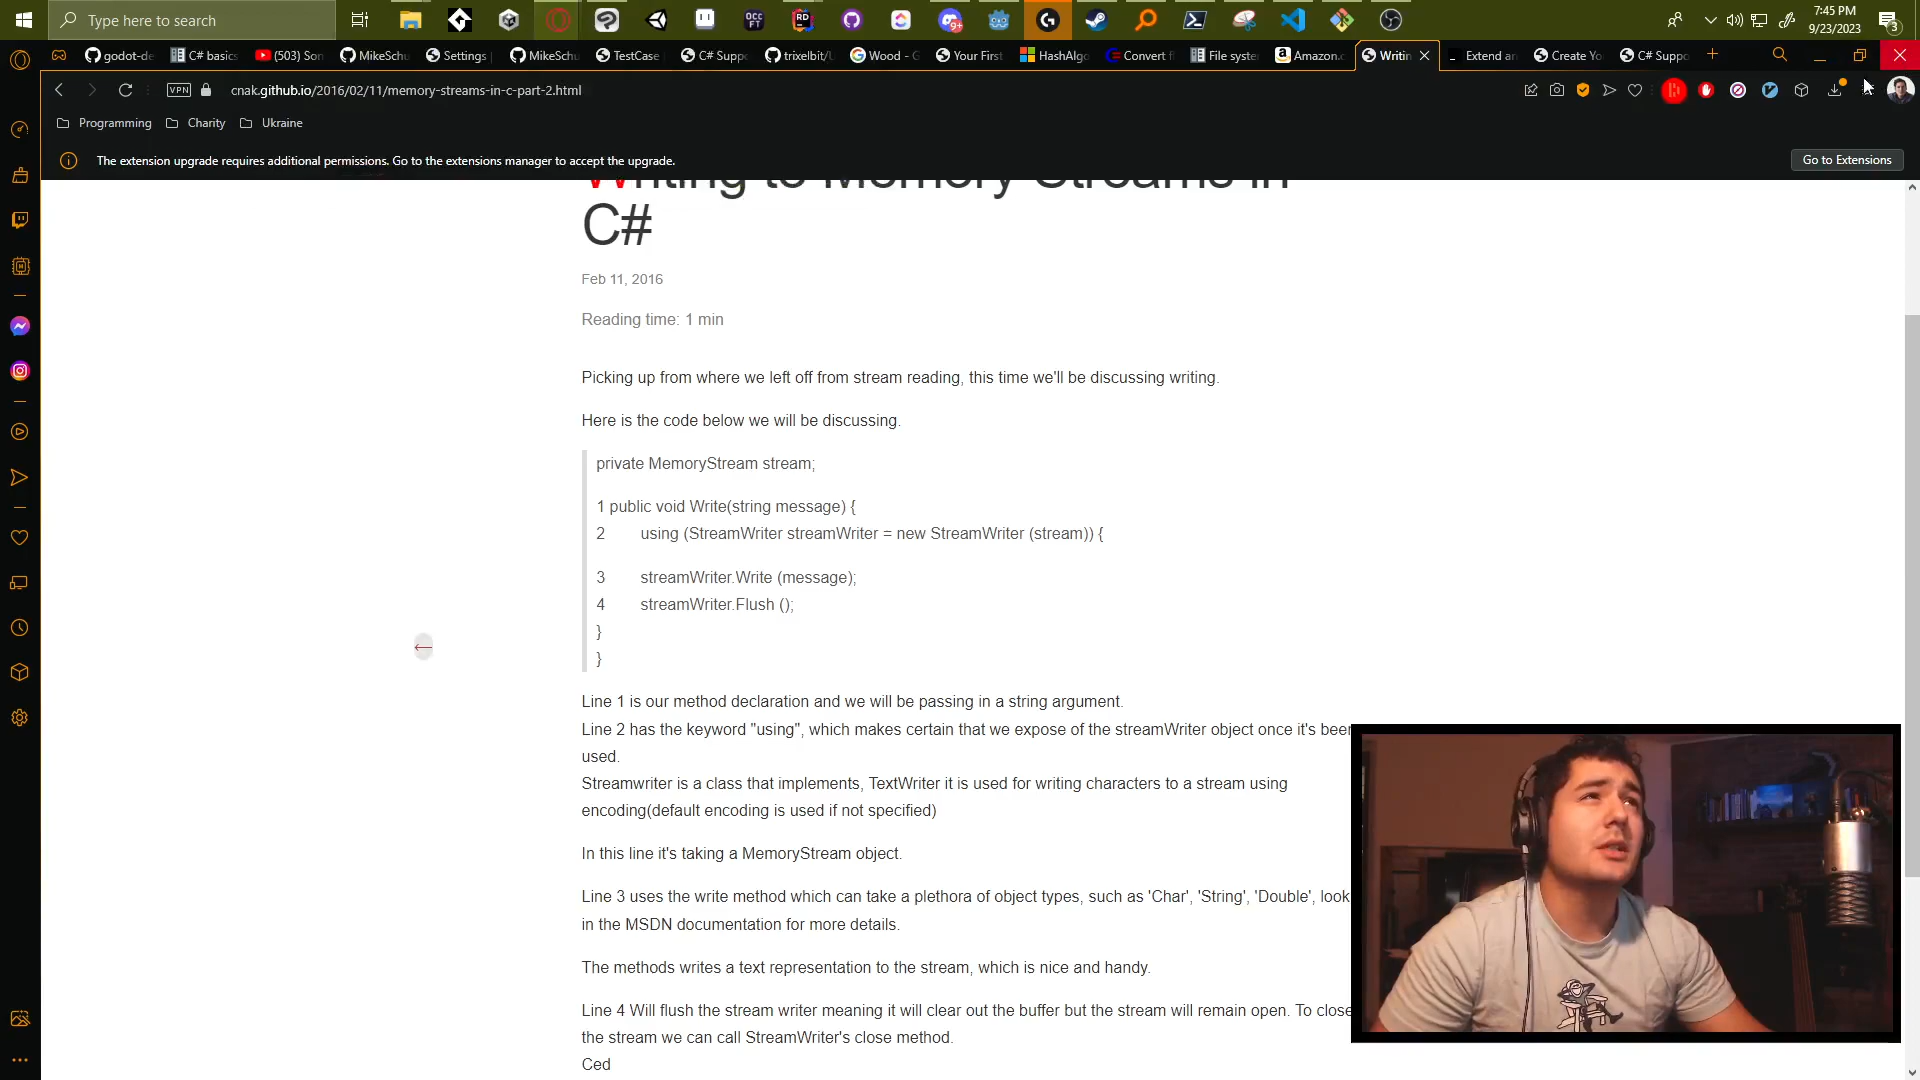 Type here to search
OCC
FT
RD
9+
7:45 PM
9/23/2023
3
godot-de
C# basics
(503) Son
MikeSchu
Settings
MikeSchu
TestCase
C# Suppo
trixelbit/U
Wood - G
Your First
HashAlgo
Convert f
File syste
Amazon.c
Writin
Extend an
Create Yo
C# Suppo
VPN
cnak.github.io/2016/02/11/memory-streams-in-c-part-2.html
Programming
Charity
Ukraine
The extension upgrade requires additional permissions. Go to the extensions manager to accept the upgrade.
Go to Extensions
Writing to Memory Streams in
C#
Feb 11, 2016
Reading time: 1 min
Picking up from where we left off from stream reading, this time we'll be discussing writing.
Here is the code below we will be discussing.
private MemoryStream stream;
1 public void Write(string message) {
2 using (StreamWriter streamWriter = new StreamWriter (stream)) {
3 streamWriter.Write (message);
4 streamWriter.Flush ();
}
}
Line 1 is our method declaration and we will be passing in a string argument.
Line 2 has the keyword "using", which makes certain that we expose of the streamWriter object once it's been
used.
Streamwriter is a class that implements, TextWriter it is used for writing characters to a stream using
encoding(default encoding is used if not specified)
In this line it's taking a MemoryStream object.
Line 3 uses the write method which can take a plethora of object types, such as 'Char', 'String', 'Double', look
in the MSDN documentation for more details.
The methods writes a text representation to the stream, which is nice and handy.
Line 4 Will flush the stream writer meaning it will clear out the buffer but the stream will remain open. To close
the stream we can call StreamWriter's close method.
Ced